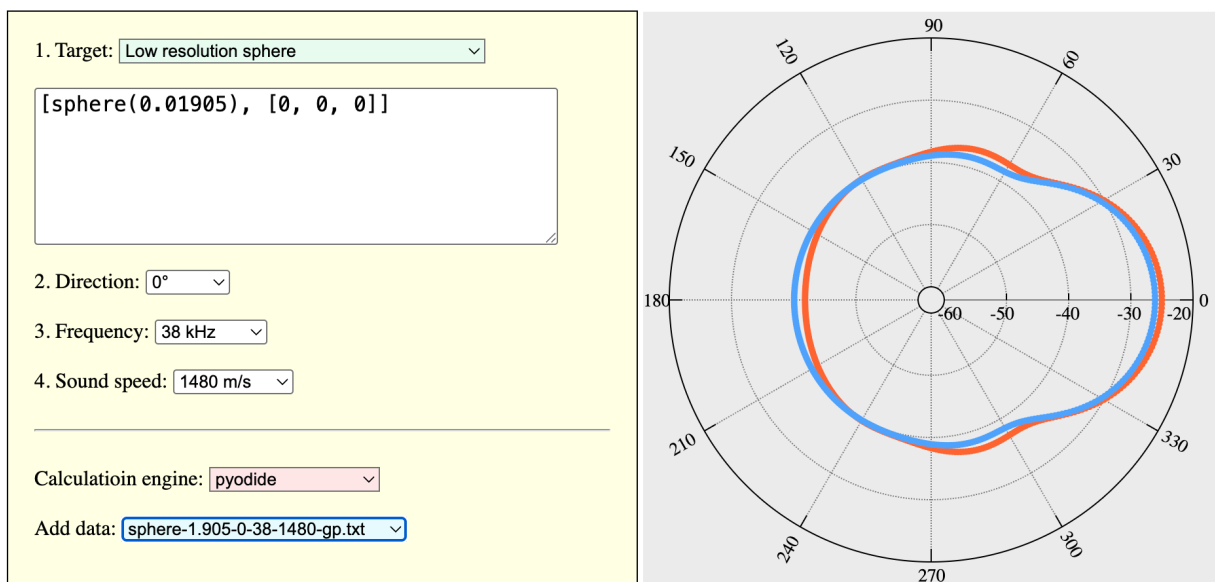 1. Target: Low resolution sphere
[sphere(0.01905), [0, 0, 0]]
2. Direction: 0°
3. Frequency: 38 kHz
4. Sound speed: 1480 m/s
Calculatioin engine: pyodide
Add data: sphere-1.905-0-38-1480-gp.txt
90
120
60
150
30
180
0
-60 -50 -40 -30 -20
210
330
240
300
270